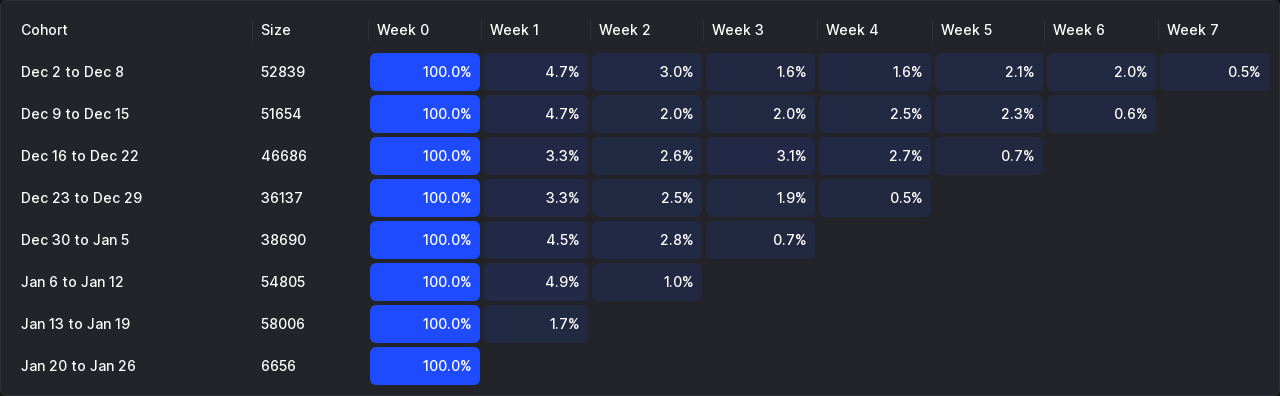 Cohort Size Week 0 Week 1 Week 2 Week 3 Week 4 Week 5 Week 6 Week 7
Dec 2 to Dec 8 52839 100.0% 4.7% 3.0% 1.6% 1.6% 2.1% 2.0% 0.5%
Dec 9 to Dec 15 51654 100.0% 4.7% 2.0% 2.0% 2.5% 2.3% 0.6%
Dec 16 to Dec 22 46686 100.0% 3.3% 2.6% 3.1% 2.7% 0.7%
Dec 23 to Dec 29 36137 100.0% 3.3% 2.5% 1.9% 0.5%
Dec 30 to Jan 5 38690 100.0% 4.5% 2.8% 0.7%
Jan 6 to Jan 12 54805 100.0% 4.9% 1.0%
Jan 13 to Jan 19 58006 100.0% 1.7%
Jan 20 to Jan 26 6656 100.0%